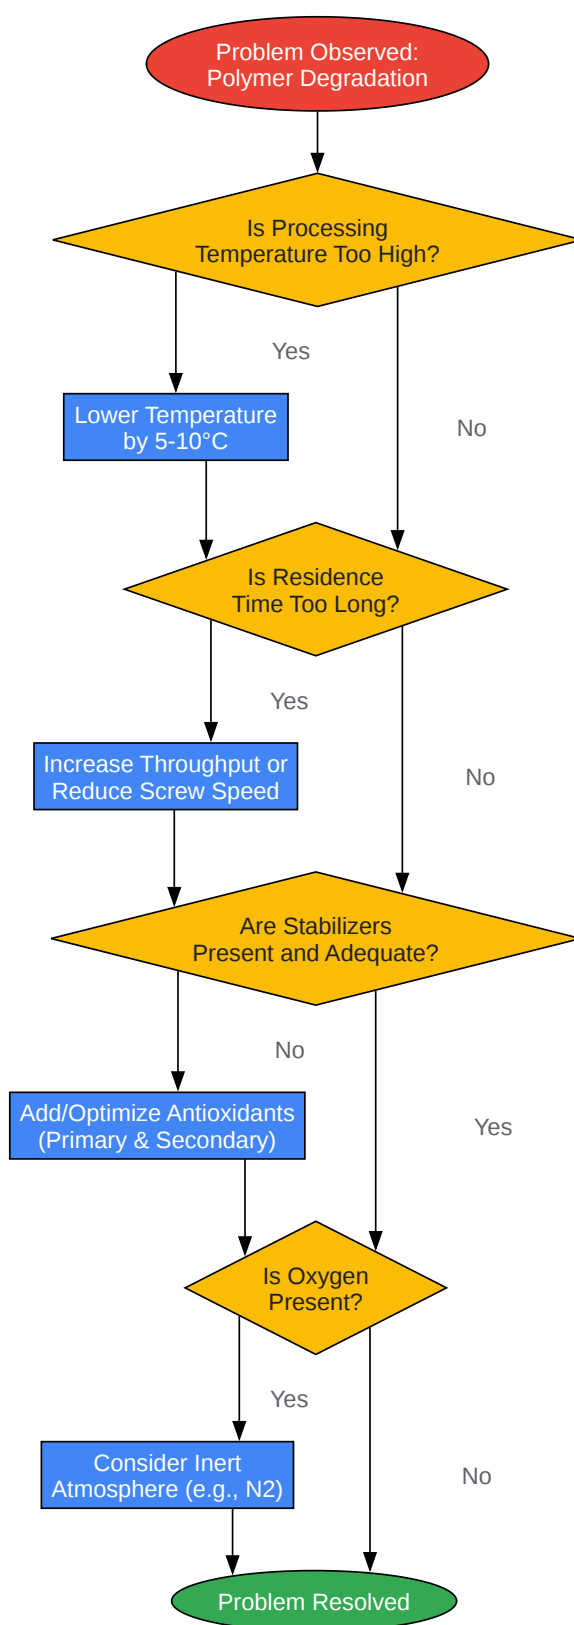 Problem Observed:
Polymer Degradation
Is Processing
Temperature Too High?
Yes
Lower Temperature
by 5-10°C
No
Is Residence
Time Too Long?
Yes
Increase Throughput or
Reduce Screw Speed
No
Are Stabilizers
Present and Adequate?
No
Add/Optimize Antioxidants
(Primary & Secondary)
Yes
Is Oxygen
Present?
Yes
Consider Inert
Atmosphere (e.g., N2)
No
Problem Resolved